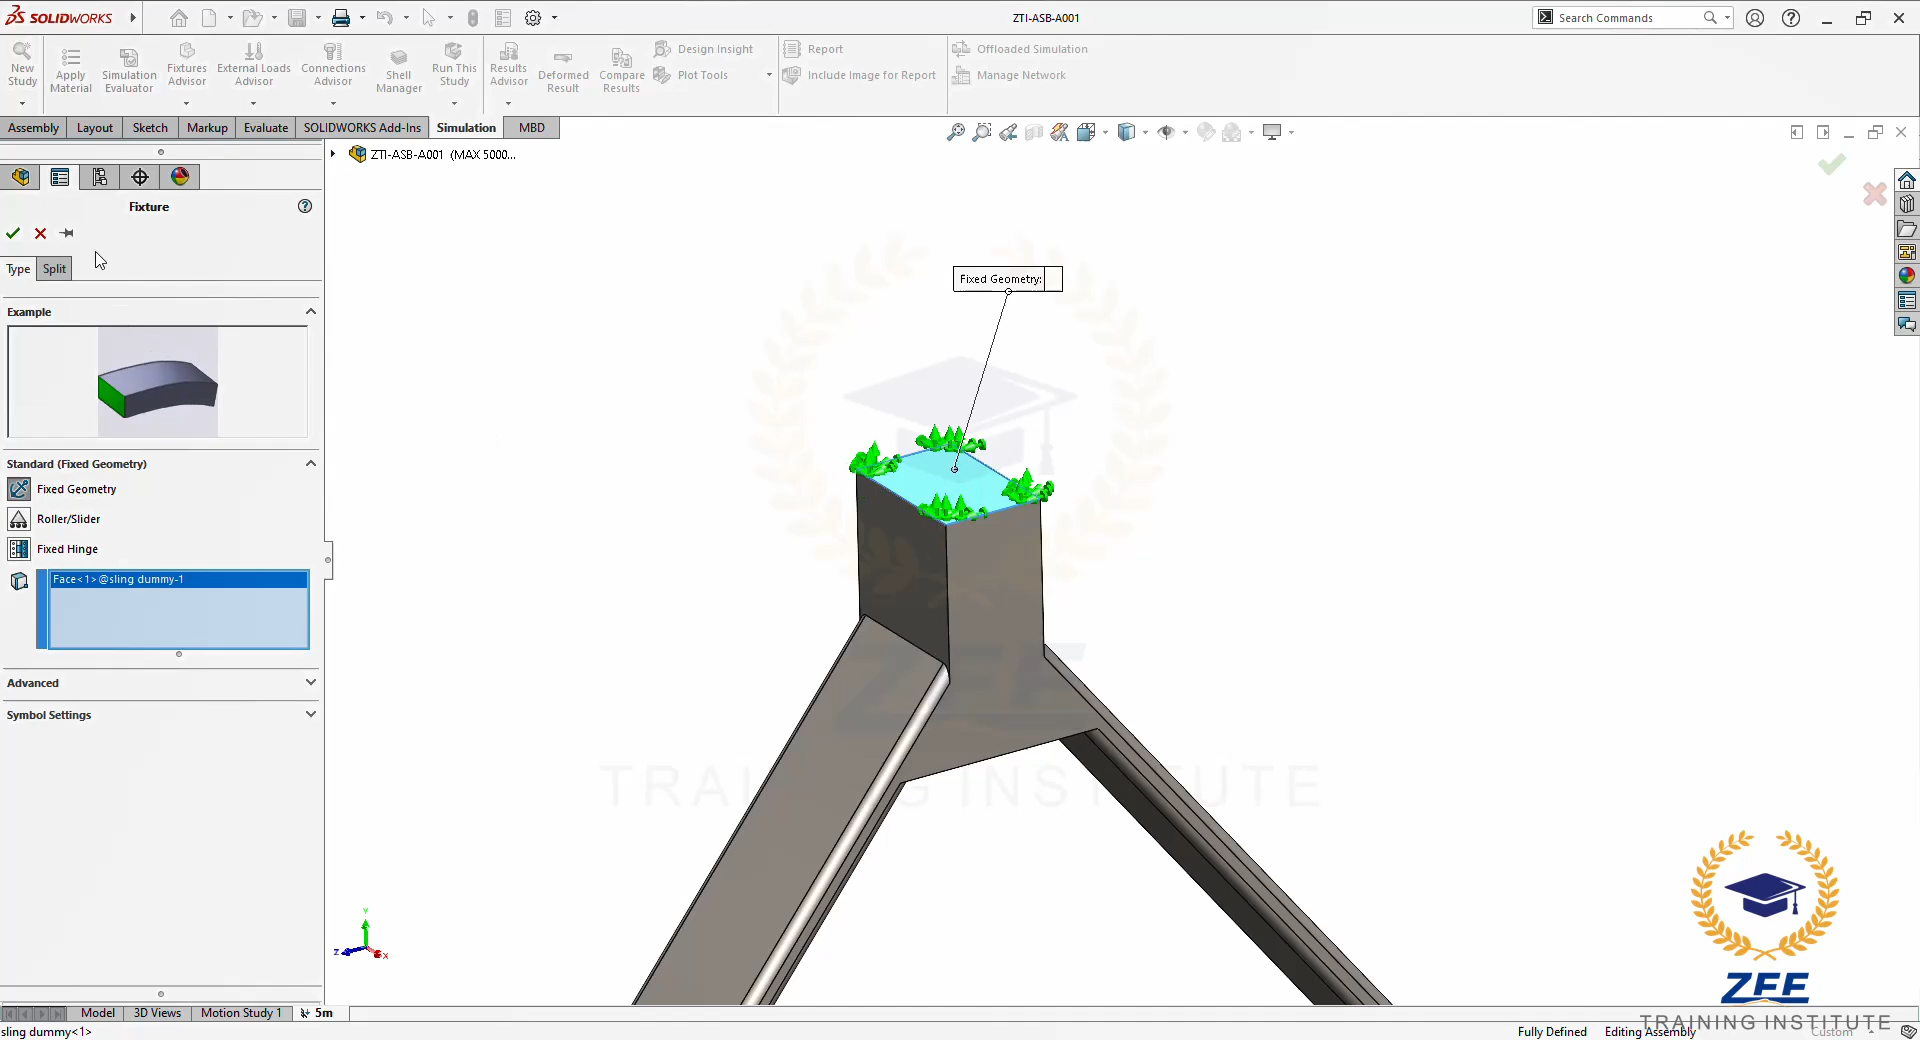 SOLIDWORKS
ZTI-ASB-A001
Search Commands
New Study
Apply Material
Simulation Evaluator
Fixtures Advisor
External Loads Advisor
Connections Advisor
Shell Manager
Run This Study
Results Advisor
Deformed Result
Compare Results
Design Insight
Plot Tools
Report
Include Image for Report
Offloaded Simulation
Manage Network
Assembly
Layout
Sketch
Markup
Evaluate
SOLIDWORKS Add-Ins
Simulation
MBD
ZTI-ASB-A001 (MAX 5000...
Fixture
Type
Split
Example
Standard (Fixed Geometry)
Fixed Geometry
Roller/Slider
Fixed Hinge
Face<1>@sling dummy-1
Advanced
Symbol Settings
Fixed Geometry:
ZEE
TRAINING INSTITUTE
Y
Z
X
ZEE
TRAINING INSTITUTE
Model
3D Views
Motion Study 1
5m
sling dummy<1>
Fully Defined
Editing Assembly
Custom